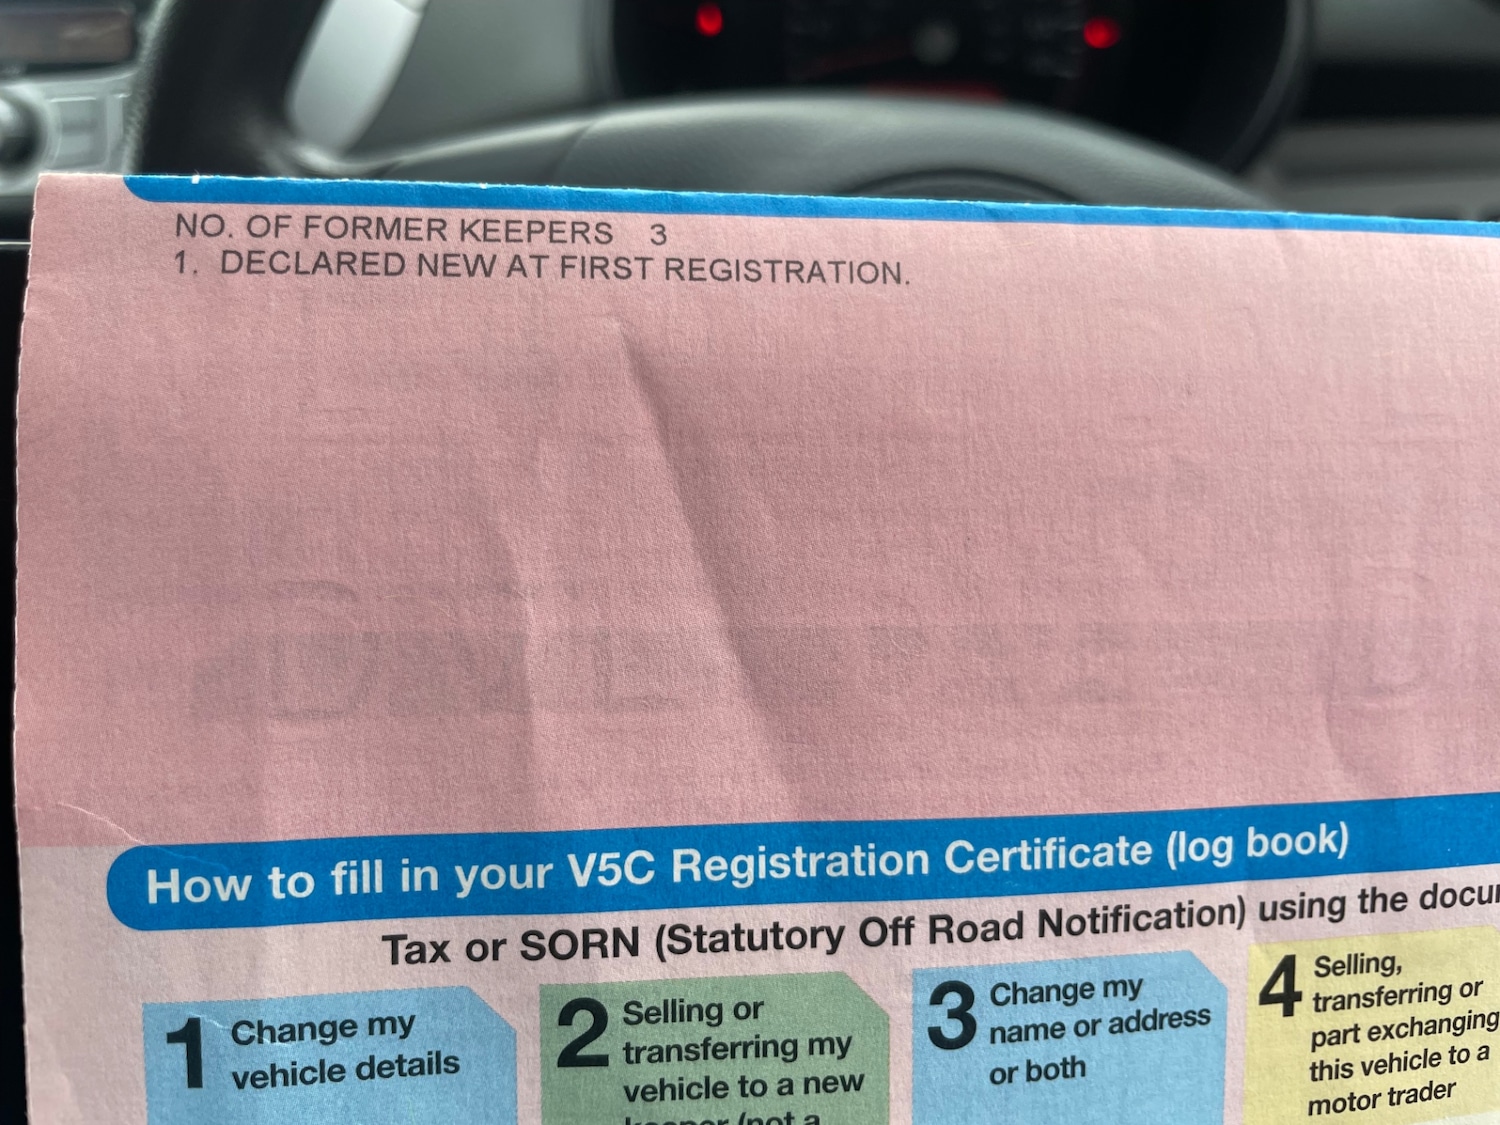 NO. OF FORMER KEEPERS 3
1. DECLARED NEW AT FIRST REGISTRATION.
How to fill in your V5C Registration Certificate (log book)
Tax or SORN (Statutory Off Road Notification) using the docu
1 Change my
vehicle details
2 Selling or
transferring my
vehicle to a new
keeper (not a
3 Change my
name or address
or both
4 Selling,
transferring or
part exchanging
this vehicle to a
motor trader